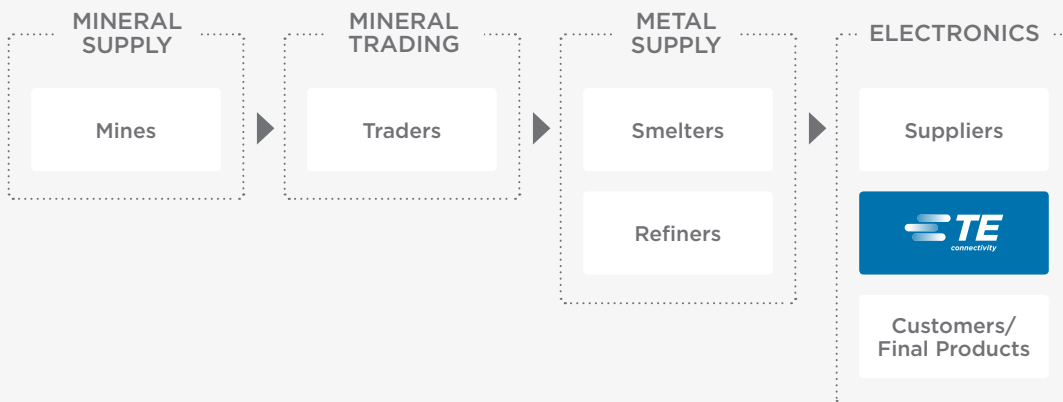 MINERAL
SUPPLY
Mines
MINERAL
TRADING
Traders
METAL
SUPPLY
Smelters
Refiners
ELECTRONICS
Suppliers
TE
connectivity
Customers/
Final Products